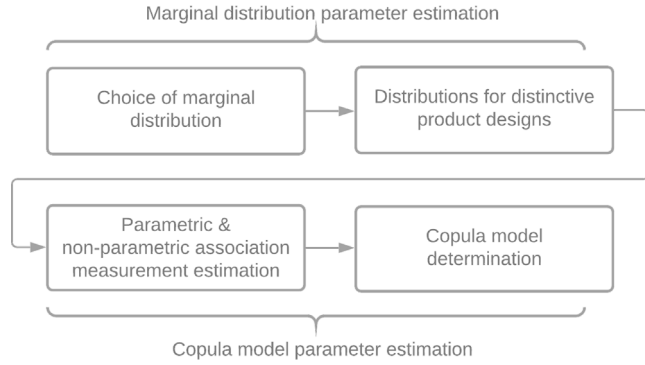 Marginal distribution parameter estimation
Choice of marginal
distribution
Distributions for distinctive
product designs
Parametric &
non-parametric association
measurement estimation
Copula model
determination
Copula model parameter estimation